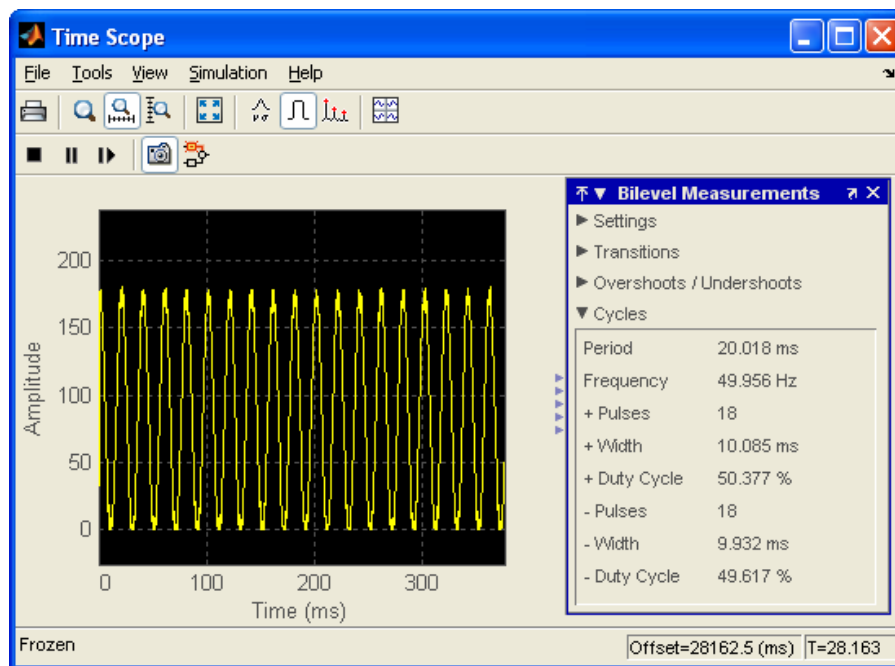 Time Scope
File Tools View Simulation Help
Bilevel Measurements
Settings
Transitions
Overshoots / Undershoots
Cycles
Period 20.018 ms
Frequency 49.956 Hz
+ Pulses 18
+ Width 10.085 ms
+ Duty Cycle 50.377 %
- Pulses 18
- Width 9.932 ms
- Duty Cycle 49.617 %
Amplitude
200
150
100
50
0
0 100 200 300
Time (ms)
Frozen
Offset=28162.5 (ms) T=28.163